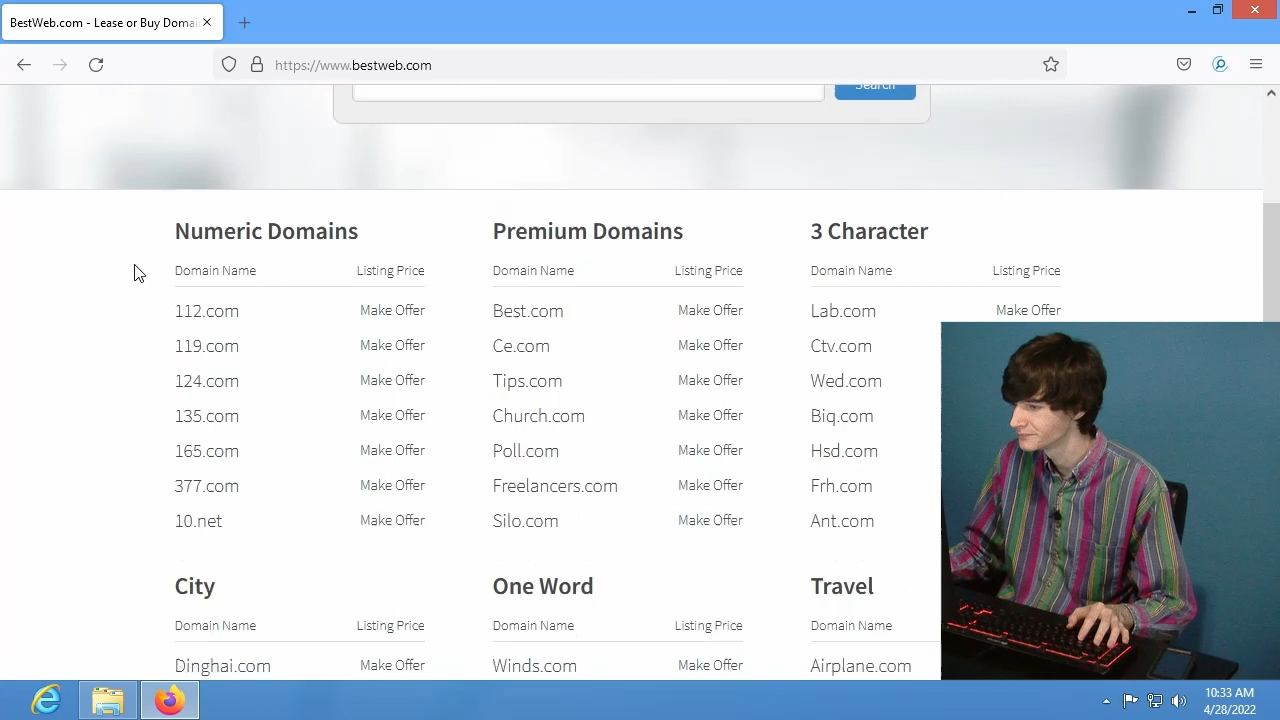 BestWeb.com - Lease or Buy Domai
https://www.bestweb.com
Search
Numeric Domains
Domain Name Listing Price
112.com Make Offer
119.com Make Offer
124.com Make Offer
135.com Make Offer
165.com Make Offer
377.com Make Offer
10.net Make Offer
Premium Domains
Domain Name Listing Price
Best.com Make Offer
Ce.com Make Offer
Tips.com Make Offer
Church.com Make Offer
Poll.com Make Offer
Freelancers.com Make Offer
Silo.com Make Offer
3 Character
Domain Name Listing Price
Lab.com Make Offer
Ctv.com
Wed.com
Biq.com
Hsd.com
Frh.com
Ant.com
City
Domain Name Listing Price
Dinghai.com Make Offer
One Word
Domain Name Listing Price
Winds.com Make Offer
Travel
Domain Name
Airplane.com
10:33 AM
4/28/2022